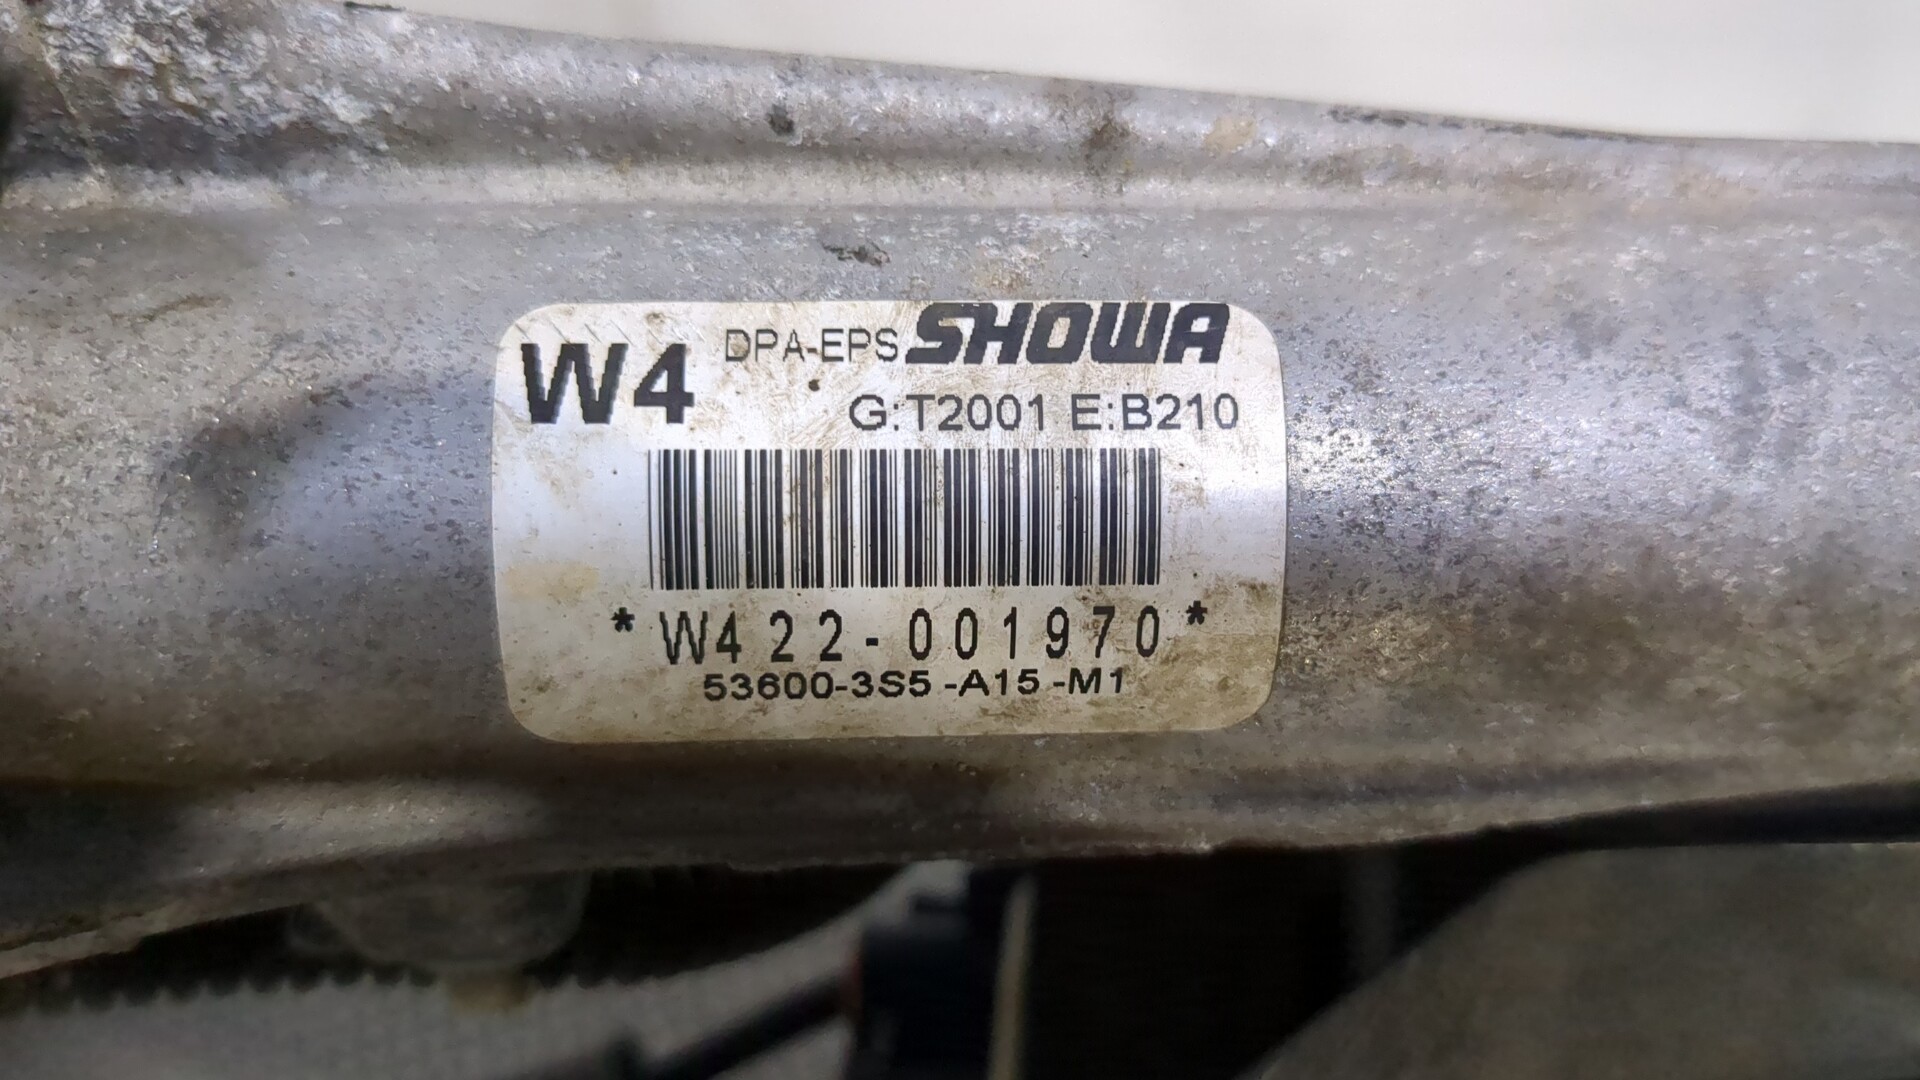 W4 DPA-EPS SHOWA
G:T2001 E:B210
*W422-001970*
53600-3S5-A15-M1